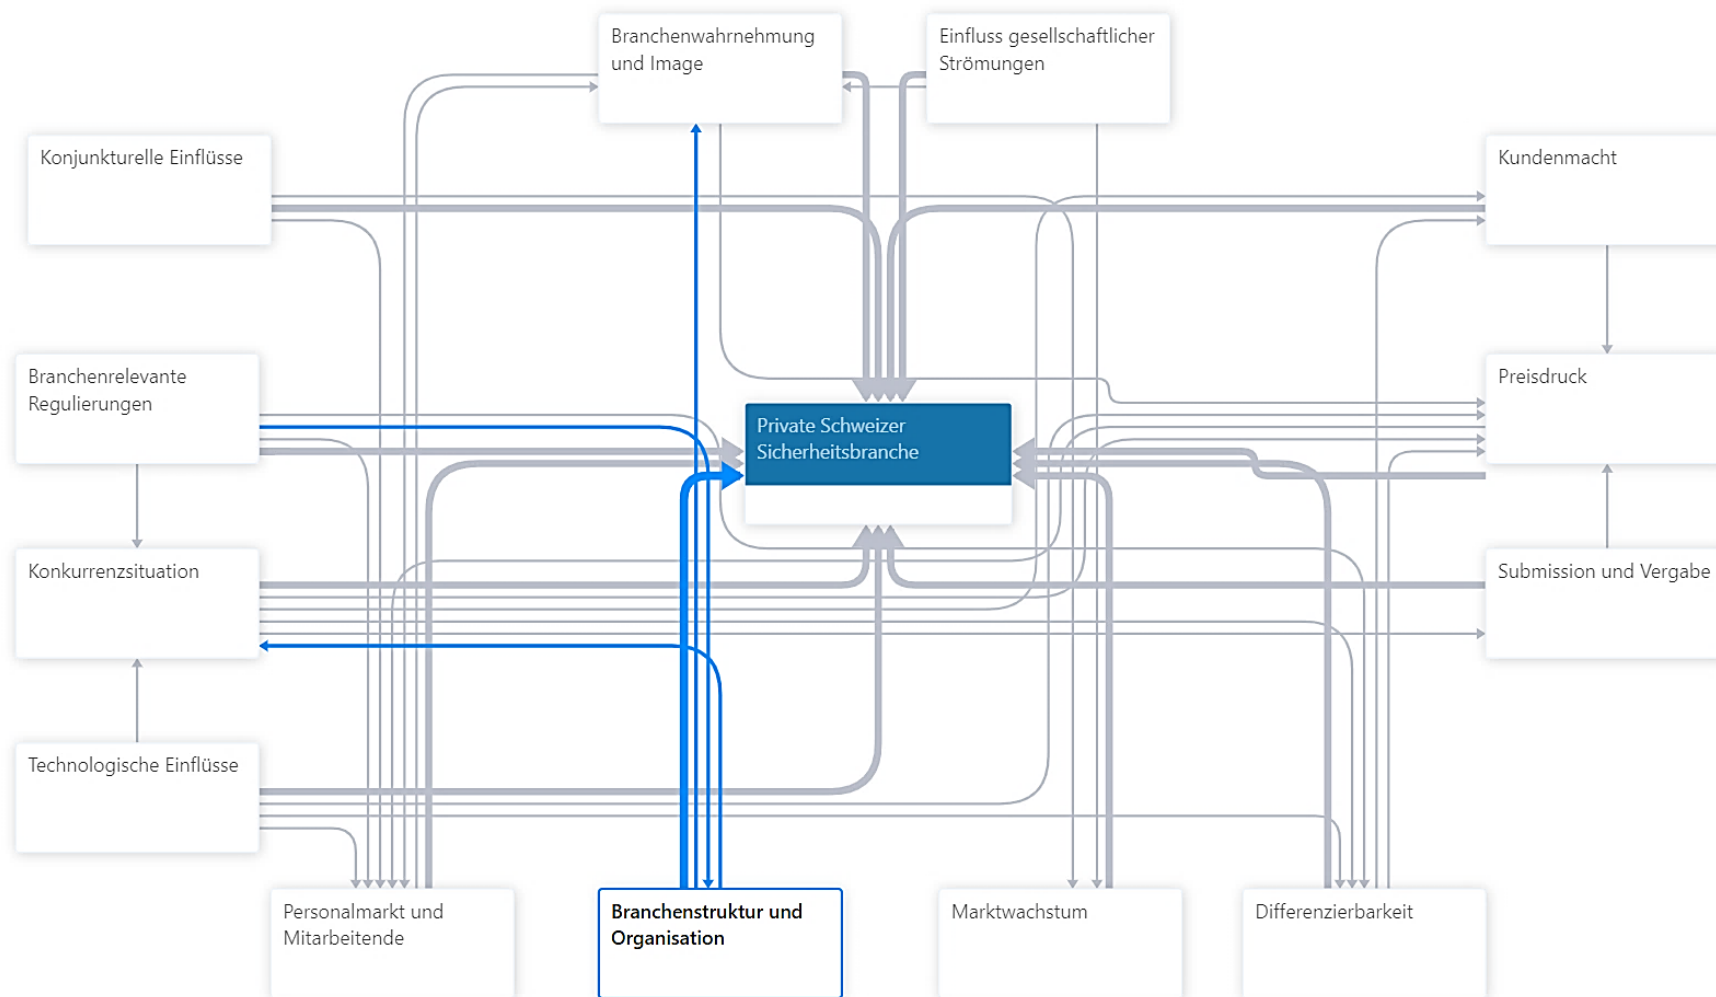 Branchenwahrnehmung
und Image
Einfluss gesellschaftlicher
Strömungen
Konjunkturelle Einflüsse
Kundenmacht
Branchenrelevante
Regulierungen
Preisdruck
Private Schweizer
Sicherheitsbranche
Konkurrenzsituation
Submission und Vergabe
Technologische Einflüsse
Personalmarkt und
Mitarbeitende
Branchenstruktur und
Organisation
Marktwachstum
Differenzierbarkeit